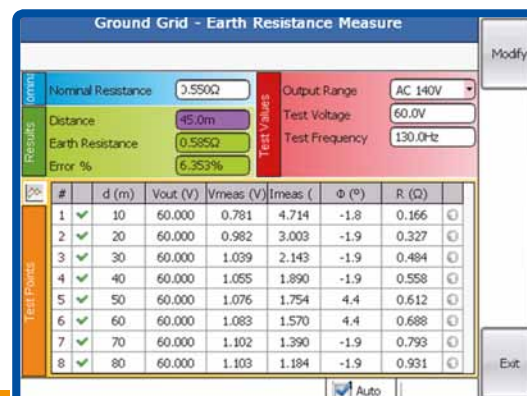 Ground Grid - Earth Resistance Measure
Modify
Nominal Resistance 0.550Ω
Results
Distance 45.0m
Earth Resistance 0.585Ω
Error % 6.353%
Test Values
Output Range AC 140V
Test Voltage 60.0V
Test Frequency 130.0Hz
Test Points
# d (m) Vout (V) Vmeas (V) Imeas ( Φ (º) R (Ω)
1 10 60.000 0.781 4.714 -1.8 0.166
2 20 60.000 0.982 3.003 -1.9 0.327
3 30 60.000 1.039 2.143 -1.9 0.484
4 40 60.000 1.055 1.890 -1.9 0.558
5 50 60.000 1.076 1.754 4.4 0.612
6 60 60.000 1.083 1.570 4.4 0.688
7 70 60.000 1.102 1.390 -1.9 0.793
8 80 60.000 1.103 1.184 -1.9 0.931
Exit
Auto